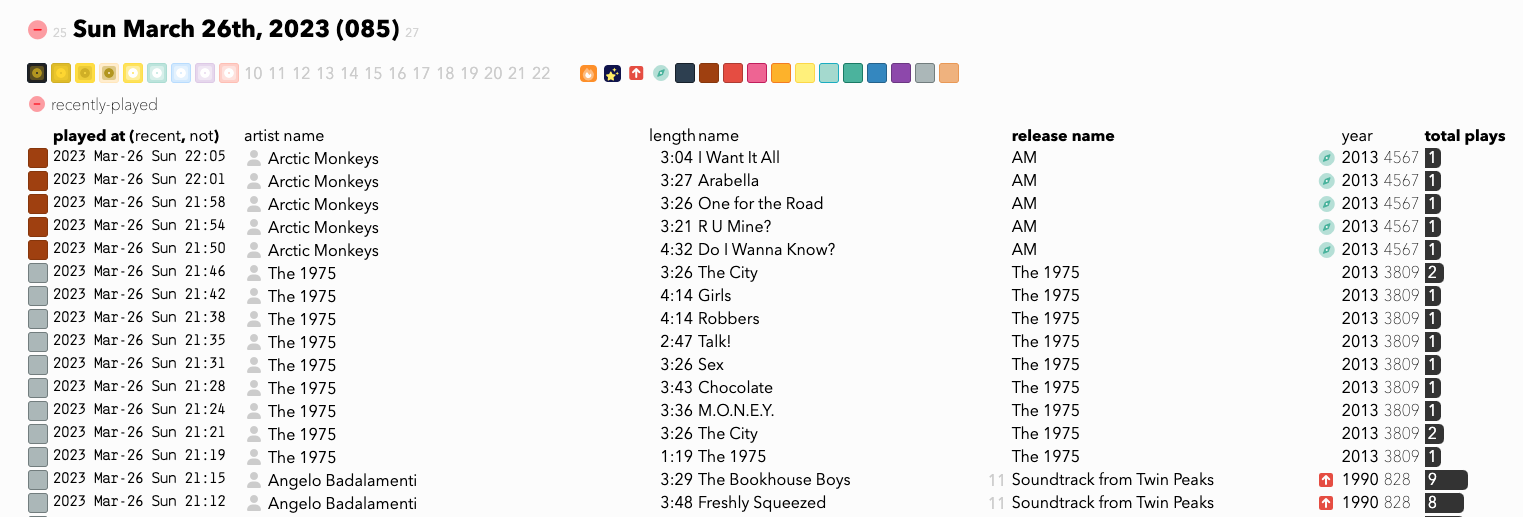 25 Sun March 26th, 2023 (085) 27
10 11 12 13 14 15 16 17 18 19 20 21 22
recently-played
played at (recent, not) artist name length name release name year total plays
2023 Mar-26 Sun 22:05 Arctic Monkeys 3:04 I Want It All AM 2013 4567 1
2023 Mar-26 Sun 22:01 Arctic Monkeys 3:27 Arabella AM 2013 4567 1
2023 Mar-26 Sun 21:58 Arctic Monkeys 3:26 One for the Road AM 2013 4567 1
2023 Mar-26 Sun 21:54 Arctic Monkeys 3:21 R U Mine? AM 2013 4567 1
2023 Mar-26 Sun 21:50 Arctic Monkeys 4:32 Do I Wanna Know? AM 2013 4567 1
2023 Mar-26 Sun 21:46 The 1975 3:26 The City The 1975 2013 3809 2
2023 Mar-26 Sun 21:42 The 1975 4:14 Girls The 1975 2013 3809 1
2023 Mar-26 Sun 21:38 The 1975 4:14 Robbers The 1975 2013 3809 1
2023 Mar-26 Sun 21:35 The 1975 2:47 Talk! The 1975 2013 3809 1
2023 Mar-26 Sun 21:31 The 1975 3:26 Sex The 1975 2013 3809 1
2023 Mar-26 Sun 21:28 The 1975 3:43 Chocolate The 1975 2013 3809 1
2023 Mar-26 Sun 21:24 The 1975 3:36 M.O.N.E.Y. The 1975 2013 3809 1
2023 Mar-26 Sun 21:21 The 1975 3:26 The City The 1975 2013 3809 2
2023 Mar-26 Sun 21:19 The 1975 1:19 The 1975 The 1975 2013 3809 1
2023 Mar-26 Sun 21:15 Angelo Badalamenti 3:29 The Bookhouse Boys 11 Soundtrack from Twin Peaks 1990 828 9
2023 Mar-26 Sun 21:12 Angelo Badalamenti 3:48 Freshly Squeezed 11 Soundtrack from Twin Peaks 1990 828 8